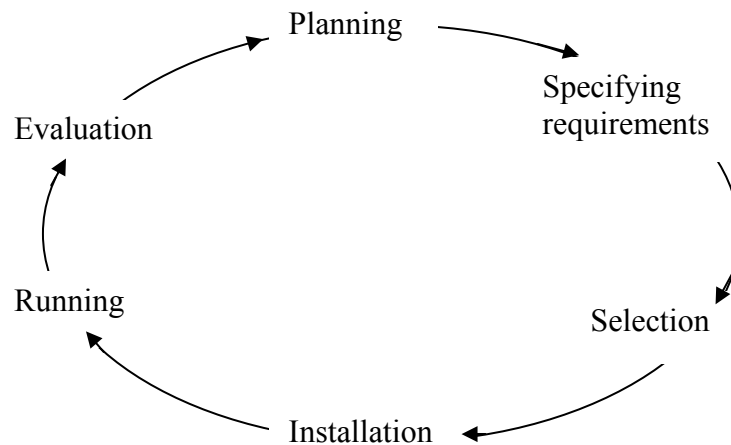 Planning
Specifying
requirements
Evaluation
Running
Selection
Installation